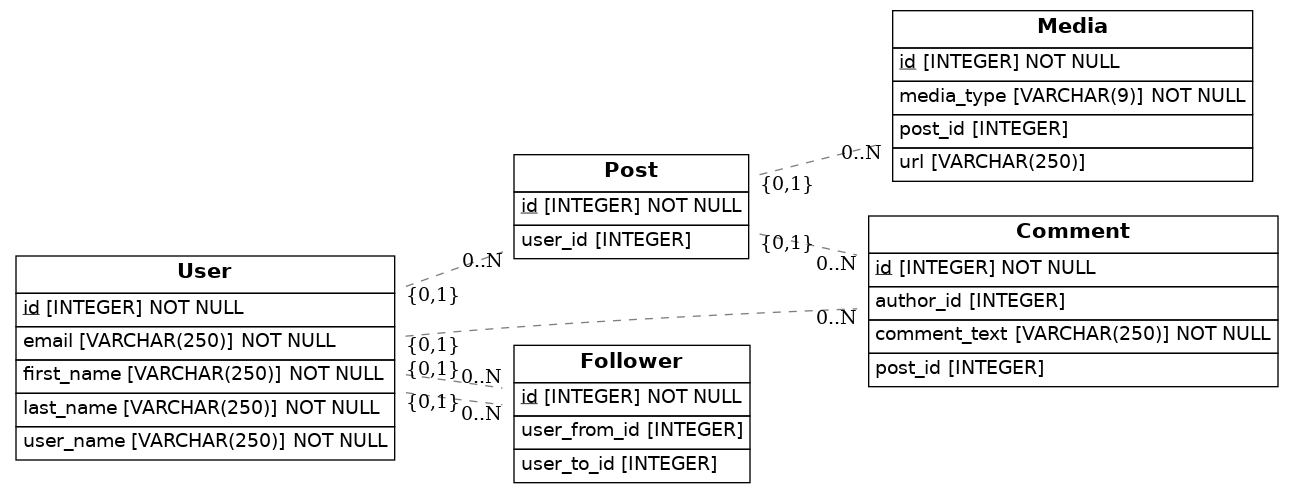 Media
id [INTEGER] NOT NULL
media_type [VARCHAR(9)] NOT NULL
post_id [INTEGER]
url [VARCHAR(250)]
0..N
{0,1}
Post
id [INTEGER] NOT NULL
user_id [INTEGER]
{0,1}
0..N
Comment
id [INTEGER] NOT NULL
author_id [INTEGER]
comment_text [VARCHAR(250)] NOT NULL
post_id [INTEGER]
0..N
{0,1}
User
id [INTEGER] NOT NULL
email [VARCHAR(250)] NOT NULL
first_name [VARCHAR(250)] NOT NULL
last_name [VARCHAR(250)] NOT NULL
user_name [VARCHAR(250)] NOT NULL
0..N
{0,1}
{0,1}
0..N
{0,1}
0..N
Follower
id [INTEGER] NOT NULL
user_from_id [INTEGER]
user_to_id [INTEGER]